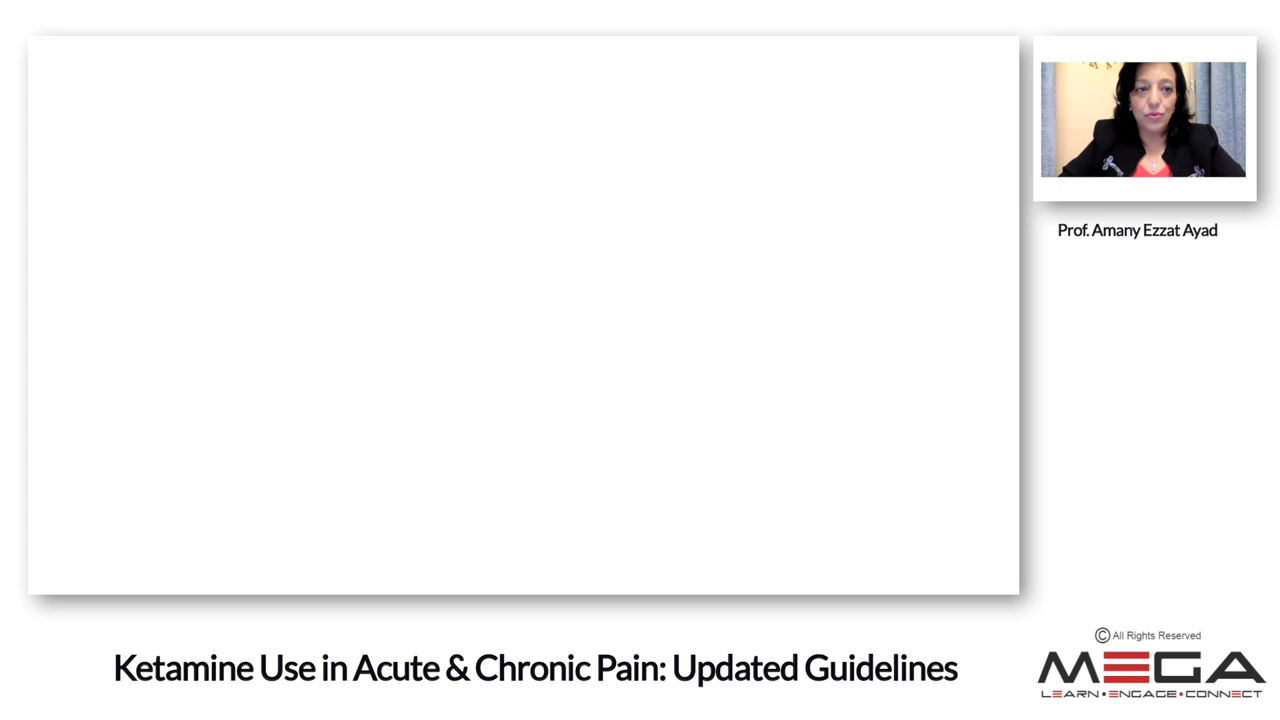 Prof. Amany Ezzat Ayad
Ketamine Use in Acute & Chronic Pain: Updated Guidelines
© All Rights Reserved
MEGA
LEARN • ENGAGE • CONNECT